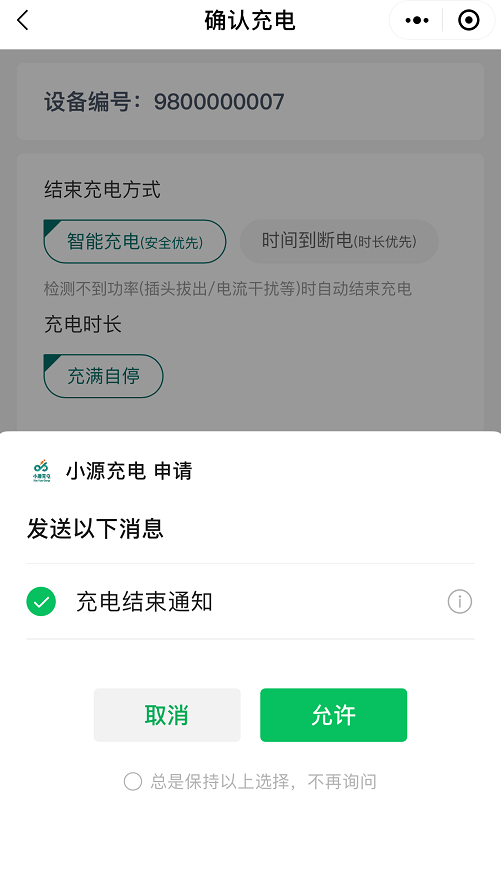 确认充电
设备编号：9800000007
结束充电方式
智能充电(安全优先) 时间到断电(时长优先)
检测不到功率(插头拔出/电流干扰等)时自动结束充电
充电时长
充满自停
小源充电 申请
发送以下消息
充电结束通知
取消 允许
总是保持以上选择，不再询问